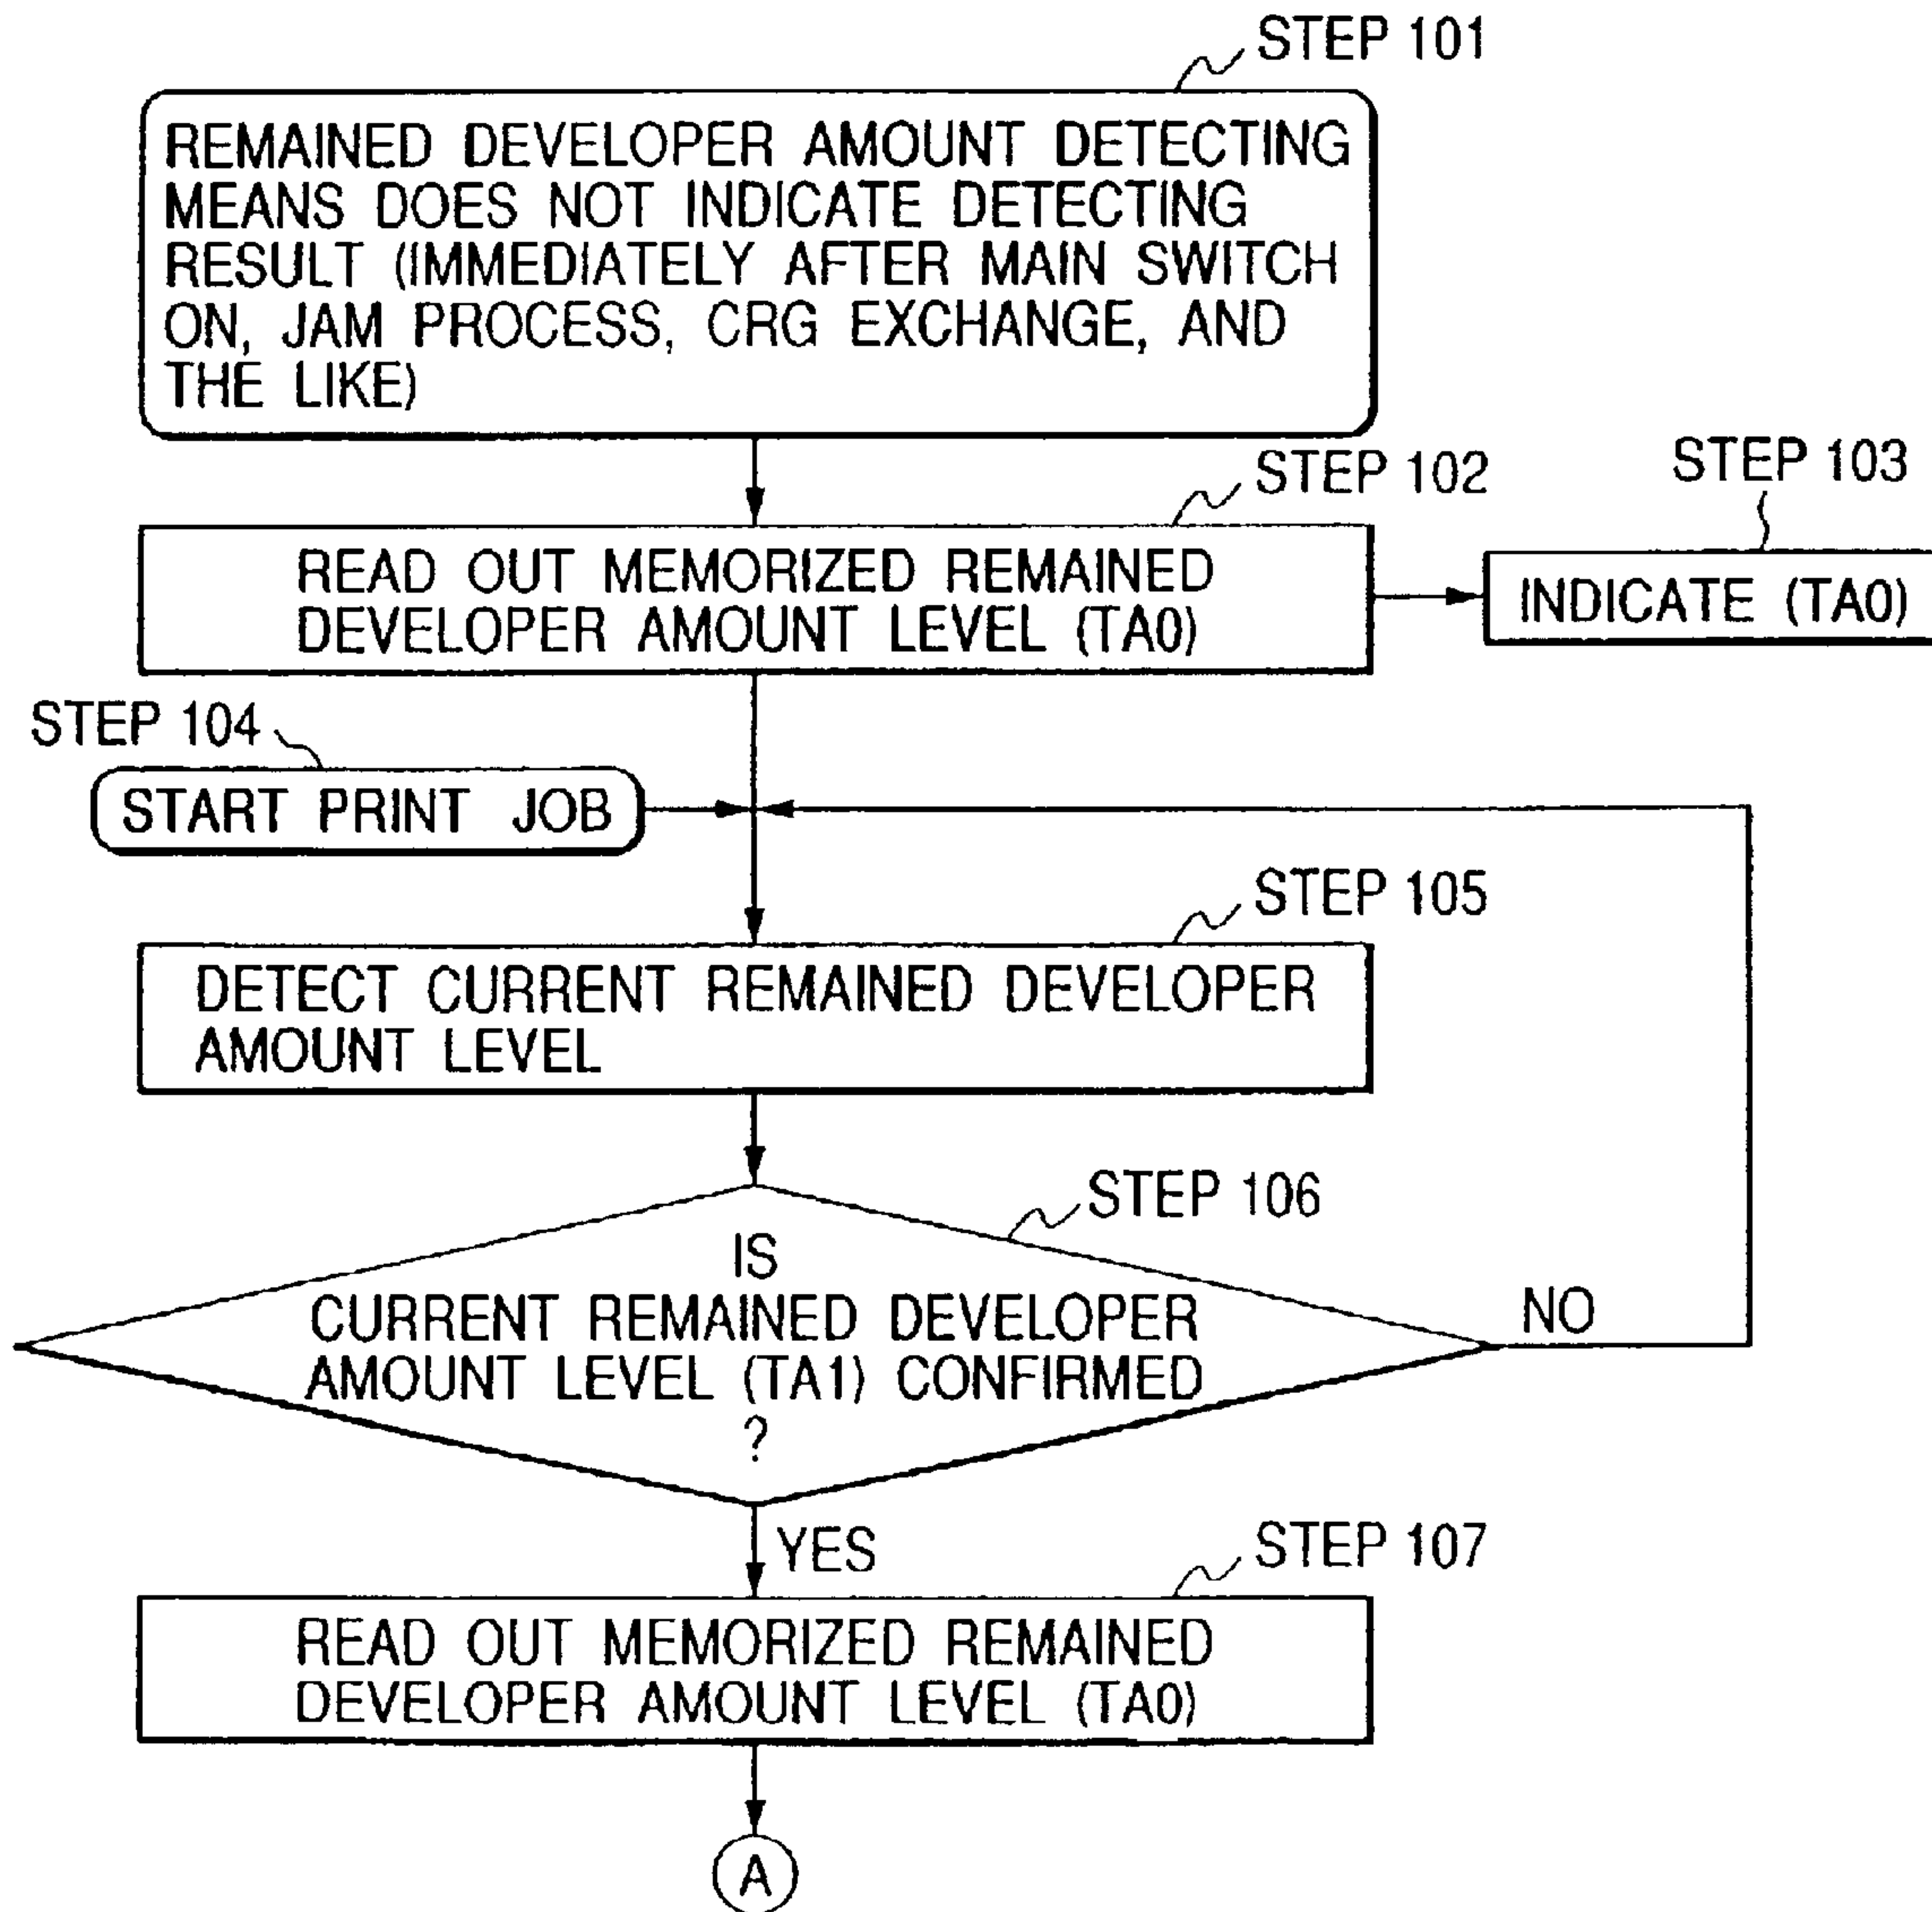 STEP 101
REMAINED DEVELOPER AMOUNT DETECTING
MEANS DOES NOT INDICATE DETECTING
RESULT (IMMEDIATELY AFTER MAIN SWITCH
ON, JAM PROCESS, CRG EXCHANGE, AND
THE LIKE)
STEP 102
READ OUT MEMORIZED REMAINED
DEVELOPER AMOUNT LEVEL (TA0)
STEP 103
INDICATE (TA0)
STEP 104
START PRINT JOB
STEP 105
DETECT CURRENT REMAINED DEVELOPER
AMOUNT LEVEL
STEP 106
IS
CURRENT REMAINED DEVELOPER
AMOUNT LEVEL (TA1) CONFIRMED
?
NO
YES
STEP 107
READ OUT MEMORIZED REMAINED
DEVELOPER AMOUNT LEVEL (TA0)
A